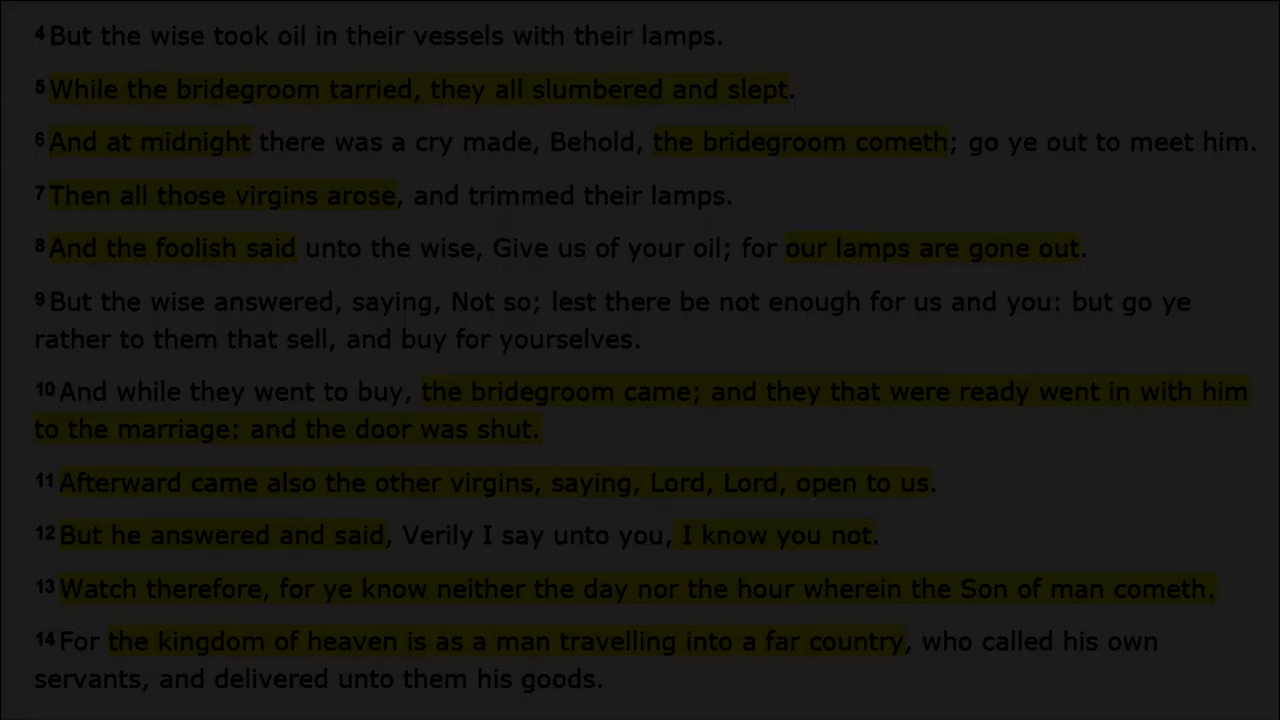 4 But the wise took oil in their vessels with their lamps.
5 While the bridegroom tarried, they all slumbered and slept.
6 And at midnight there was a cry made, Behold, the bridegroom cometh; go ye out to meet him.
7 Then all those virgins arose, and trimmed their lamps.
8 And the foolish said unto the wise, Give us of your oil; for our lamps are gone out.
9 But the wise answered, saying, Not so; lest there be not enough for us and you: but go ye
rather to them that sell, and buy for yourselves.
10 And while they went to buy, the bridegroom came; and they that were ready went in with him
to the marriage: and the door was shut.
11 Afterward came also the other virgins, saying, Lord, Lord, open to us.
12 But he answered and said, Verily I say unto you, I know you not.
13 Watch therefore, for ye know neither the day nor the hour wherein the Son of man cometh.
14 For the kingdom of heaven is as a man travelling into a far country, who called his own
servants, and delivered unto them his goods.